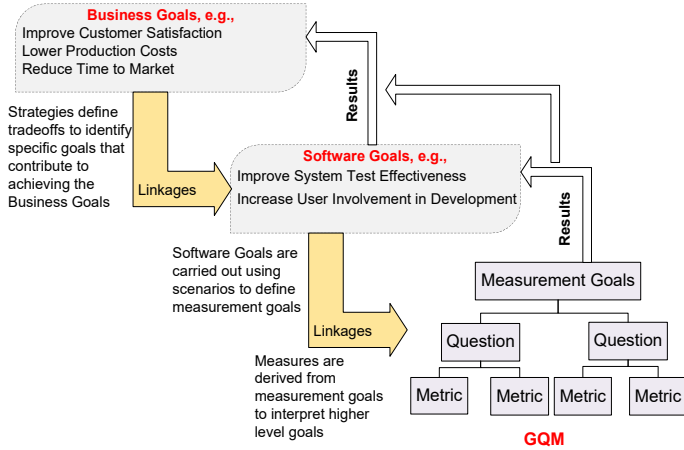 Business Goals, e.g.,
Improve Customer Satisfaction
Lower Production Costs
Reduce Time to Market
Results
Strategies define
tradeoffs to identify
specific goals that
contribute to
achieving the
Business Goals
Linkages
Software Goals, e.g.,
Improve System Test Effectiveness
Increase User Involvement in Development
Results
Software Goals are
carried out using
scenarios to define
measurement goals
Linkages
Measures are
derived from
measurement goals
to interpret higher
level goals
Measurement Goals
Question
Question
Metric
Metric
Metric
Metric
GQM